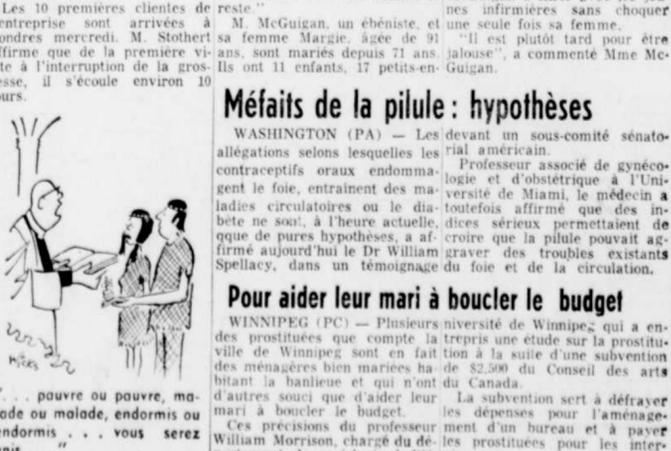 Les 10 premières clientes de
entreprise sont arrivées à
ondres mercredi. M. Stothert
ffirme que de la première vi-
te à l'interruption de la gros-
esse, il s'écoule environ 10
ours.
HICKS
". . . pauvre ou pauvre, ma-
ade ou malade, endormis ou
endormis . . . vous serez
reste."
M. McGuigan, un ébéniste, et
sa femme Margie, âgée de 91
ans, sont mariés depuis 71 ans.
Ils ont 11 enfants, 17 petits-en-
nes infirmières sans choquer
une seule fois sa femme.
"Il est plutôt tard pour être
jalouse", a commenté Mme Mc-
Guigan.
Méfaits de la pilule : hypothèses
WASHINGTON (PA) — Les
allégations selons lesquelles les
contraceptifs oraux endomma-
gent le foie, entraînent des ma-
ladies circulatoires ou le dia-
bète ne sont, à l'heure actuelle,
qque de pures hypothèses, a af-
firmé aujourd'hui le Dr William
Spellacy, dans un témoignage
devant un sous-comité sénato-
rial américain.
Professeur associé de gynéco-
logie et d'obstétrique à l'Uni-
versité de Miami, le médecin a
toutefois affirmé que des in-
dices sérieux permettaient de
croire que la pilule pouvait ag-
graver des troubles existants
du foie et de la circulation.
Pour aider leur mari à boucler le budget
WINNIPEG (PC) — Plusieurs
des prostituées que compte la
ville de Winnipeg sont en fait
des ménagères bien mariées ha-
bitant la banlieue et qui n'ont
d'autres souci que d'aider leur
mari à boucler le budget.
Ces précisions du professeur
William Morrison, chargé du dé-
niversité de Winnipeg qui a en-
trepris une étude sur la prostitu-
tion à la suite d'une subvention
de $2,500 du Conseil des arts
du Canada.
La subvention sert à défrayer
les dépenses pour l'aménage-
ment d'un bureau et à payer
les prostituées pour les inter-